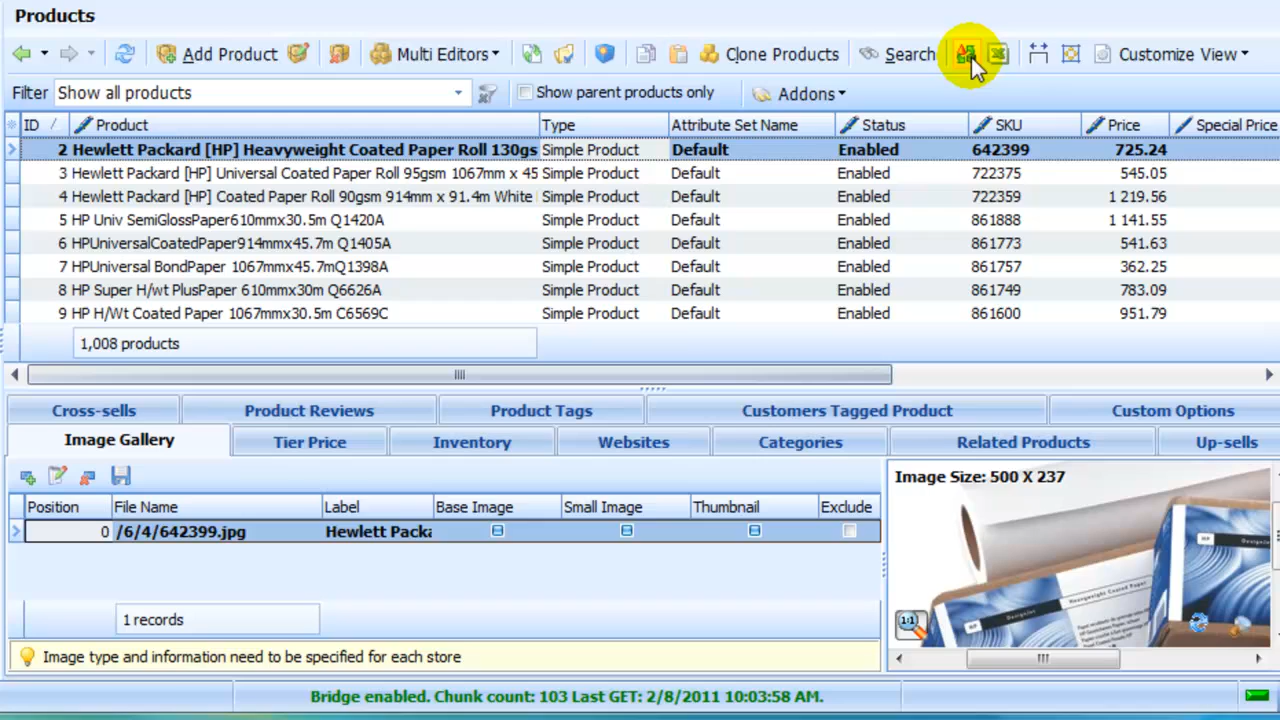 Products
Add Product Multi Editors Clone Products Search Customize View
Filter Show all products Show parent products only Addons
ID / Product Type Attribute Set Name Status SKU Price Special Price
2 Hewlett Packard [HP] Heavyweight Coated Paper Roll 130gs Simple Product Default Enabled 642399 725.24
3 Hewlett Packard [HP] Universal Coated Paper Roll 95gsm 1067mm x 45 Simple Product Default Enabled 722375 545.05
4 Hewlett Packard [HP] Coated Paper Roll 90gsm 914mm x 91.4m White Simple Product Default Enabled 722359 1 219.56
5 HP Univ SemiGlossPaper610mmx30.5m Q1420A Simple Product Default Enabled 861888 1 141.55
6 HPUniversalCoatedPaper914mmx45.7m Q1405A Simple Product Default Enabled 861773 541.63
7 HPUniversal BondPaper 1067mmx45.7mQ1398A Simple Product Default Enabled 861757 362.25
8 HP Super H/wt PlusPaper 610mmx30m Q6626A Simple Product Default Enabled 861749 783.09
9 HP H/Wt Coated Paper 1067mmx30.5m C6569C Simple Product Default Enabled 861600 951.79
1,008 products
Cross-sells Product Reviews Product Tags Customers Tagged Product Custom Options
Image Gallery Tier Price Inventory Websites Categories Related Products Up-sells
Image Size: 500 X 237
Position File Name Label Base Image Small Image Thumbnail Exclude
0 /6/4/642399.jpg Hewlett Packa
1 records
1:1
Image type and information need to be specified for each store
Bridge enabled. Chunk count: 103 Last GET: 2/8/2011 10:03:58 AM.